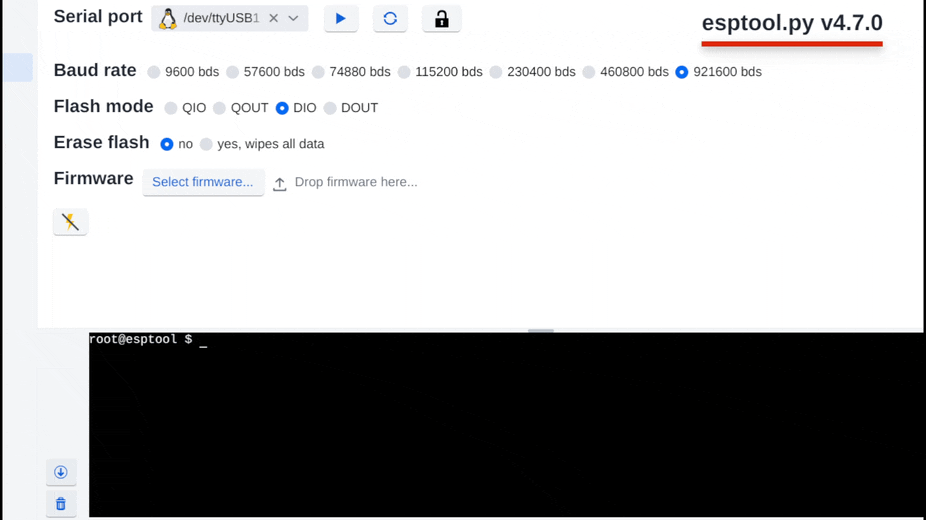 Serial port /dev/ttyUSB1
esptool.py v4.7.0
Baud rate 9600 bds 57600 bds 74880 bds 115200 bds 230400 bds 460800 bds 921600 bds
Flash mode QIO QOUT DIO DOUT
Erase flash no yes, wipes all data
Firmware Select firmware... Drop firmware here...
root@esptool $ _